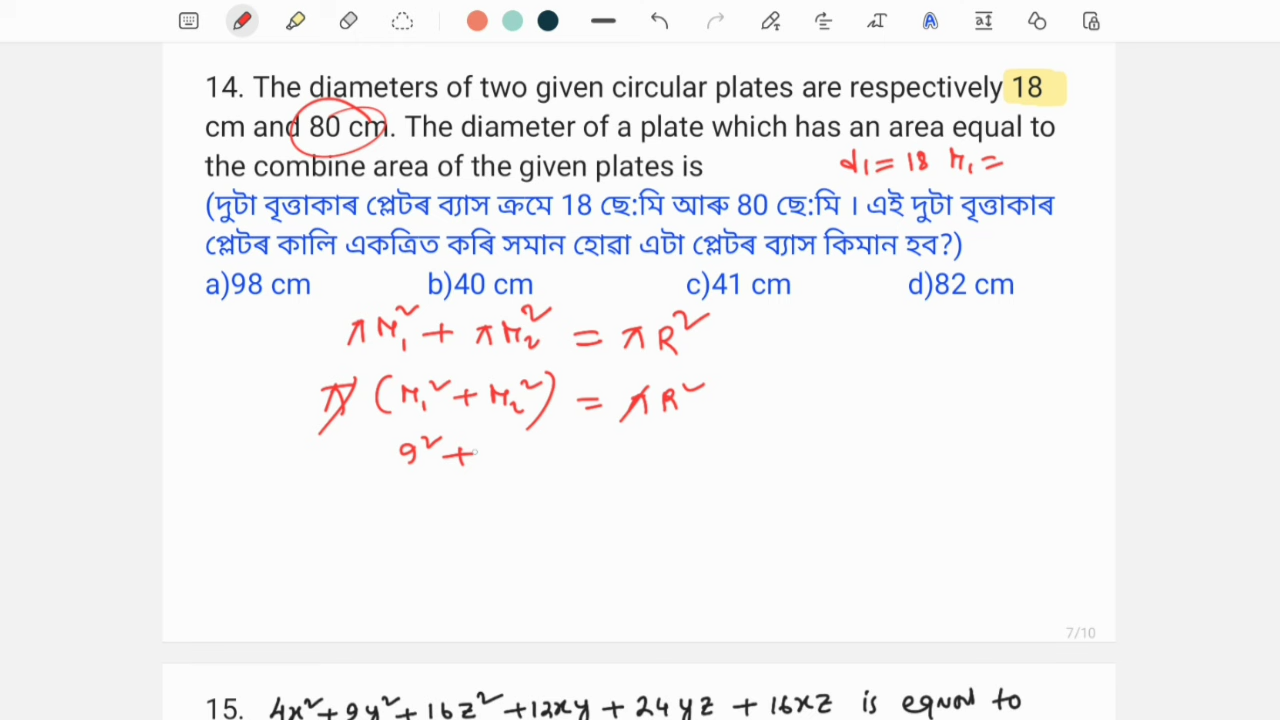 14. The diameters of two given circular plates are respectively 18
cm and 80 cm. The diameter of a plate which has an area equal to
the combine area of the given plates is
d₁ = 18 r₁ =
(দুটা বৃত্তাকাৰ প্লেটৰ ব্যাস ক্ৰমে 18 ছে:মি আৰু 80 ছে:মি । এই দুটা বৃত্তাকাৰ
প্লেটৰ কালি একত্ৰিত কৰি সমান হোৱা এটা প্লেটৰ ব্যাস কিমান হব?)
a)98 cm b)40 cm c)41 cm d)82 cm
πr₁² + πr₂² = πR²
π (r₁² + r₂²) = πR²
9² +
7/10
15. 4x² + 9y² + 16z² + 12xy + 24yz + 16xz is equal to